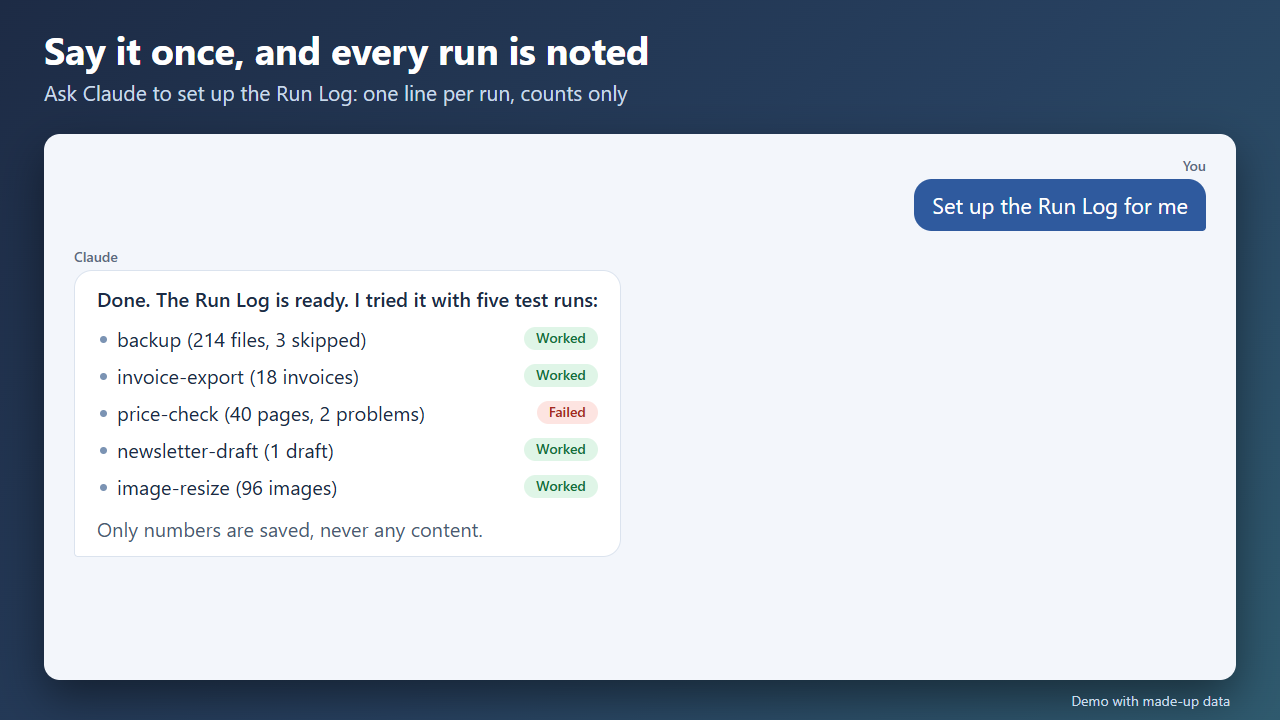 Say it once, and every run is noted
Ask Claude to set up the Run Log: one line per run, counts only
You
Set up the Run Log for me
Claude
Done. The Run Log is ready. I tried it with five test runs:
backup (214 files, 3 skipped) Worked
invoice-export (18 invoices) Worked
price-check (40 pages, 2 problems) Failed
newsletter-draft (1 draft) Worked
image-resize (96 images) Worked
Only numbers are saved, never any content.
Demo with made-up data